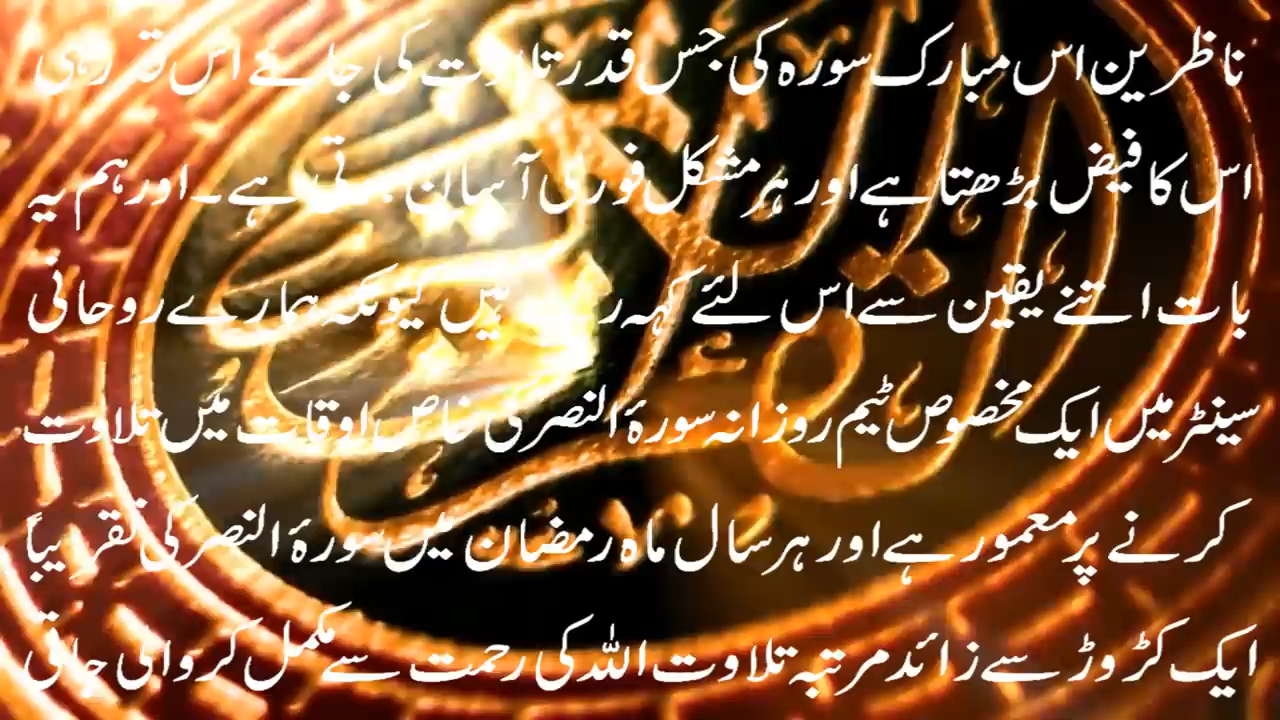 ناظرین اس مبارک سورہ کی جس قدر تلاوت کی جائے اس قدر ہی
اس کا فیض بڑھتا ہے اور ہر مشکل فوری آسان ہوتی ہے۔ اور ہم یہ
بات اتنے یقین سے اس لئے کہہ رہے ہیں کیونکہ ہمارے روحانی
سینٹر میں ایک مخصوص ٹیم روزانہ سورۂ النصر کی خاص اوقات میں تلاوت
کرنے پر معمور ہے اور ہر سال ماہ رمضان میں سورۂ النصر کی تقریباً
ایک کڑوڑ سے زائد مرتبہ تلاوت اللہ کی رحمت سے مکمل کروائی جاتی